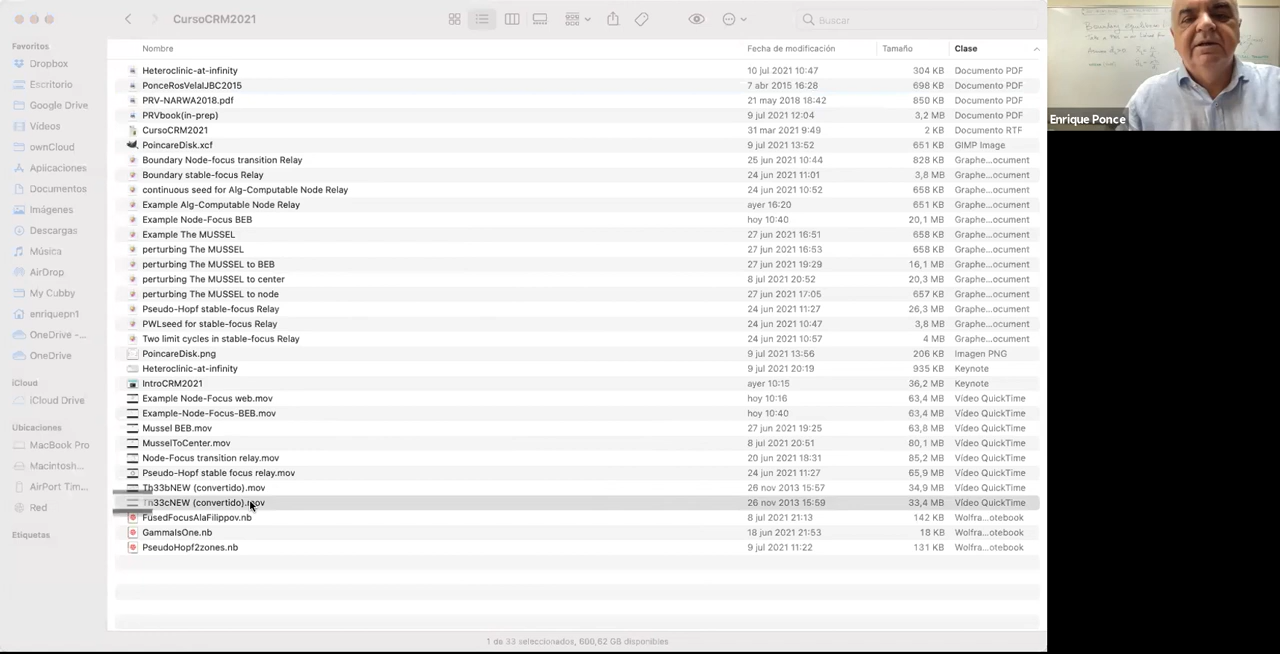 CursoCRM2021
Buscar
Favoritos
Dropbox
Escritorio
Google Drive
Vídeos
ownCloud
Aplicaciones
Documentos
Imágenes
Descargas
Música
AirDrop
My Cubby
enriquepn1
OneDrive -...
OneDrive
iCloud
iCloud Drive
Ubicaciones
MacBook Pro
Macintosh...
AirPort Tim...
Red
Etiquetas
Nombre Fecha de modificación Tamaño Clase
Heteroclinic-at-infinity 10 jul 2021 10:47 304 KB Documento PDF
PonceRosVelaIJBC2015 7 abr 2015 16:28 698 KB Documento PDF
PRV-NARWA2018.pdf 21 may 2018 18:42 850 KB Documento PDF
PRVbook(in-prep) 9 jul 2021 12:04 3,2 MB Documento PDF
CursoCRM2021 31 mar 2021 9:49 2 KB Documento RTF
PoincareDisk.xcf 9 jul 2021 13:52 651 KB GIMP Image
Boundary Node-focus transition Relay 25 jun 2021 10:44 828 KB Graphe...ocument
Boundary stable-focus Relay 24 jun 2021 11:01 3,8 MB Graphe...ocument
continuous seed for Alg-Computable Node Relay 24 jun 2021 10:52 658 KB Graphe...ocument
Example Alg-Computable Node Relay ayer 16:20 651 KB Graphe...ocument
Example Node-Focus BEB hoy 10:40 20,1 MB Graphe...ocument
Example The MUSSEL 27 jun 2021 16:51 658 KB Graphe...ocument
perturbing The MUSSEL 27 jun 2021 16:53 658 KB Graphe...ocument
perturbing The MUSSEL to BEB 27 jun 2021 19:29 16,1 MB Graphe...ocument
perturbing The MUSSEL to center 8 jul 2021 20:52 20,3 MB Graphe...ocument
perturbing The MUSSEL to node 27 jun 2021 17:05 657 KB Graphe...ocument
Pseudo-Hopf stable-focus Relay 24 jun 2021 11:27 26,3 MB Graphe...ocument
PWLseed for stable-focus Relay 24 jun 2021 10:47 3,8 MB Graphe...ocument
Two limit cycles in stable-focus Relay 24 jun 2021 10:57 4 MB Graphe...ocument
PoincareDisk.png 9 jul 2021 13:56 206 KB Imagen PNG
Heteroclinic-at-infinity 9 jul 2021 20:19 935 KB Keynote
IntroCRM2021 ayer 10:15 36,2 MB Keynote
Example Node-Focus web.mov hoy 10:16 63,4 MB Vídeo QuickTime
Example-Node-Focus-BEB.mov hoy 10:40 63,4 MB Vídeo QuickTime
Mussel BEB.mov 27 jun 2021 19:25 63,8 MB Vídeo QuickTime
MusselToCenter.mov 8 jul 2021 20:51 80,1 MB Vídeo QuickTime
Node-Focus transition relay.mov 20 jun 2021 18:31 85,2 MB Vídeo QuickTime
Pseudo-Hopf stable focus relay.mov 24 jun 2021 11:27 65,9 MB Vídeo QuickTime
Th33bNEW (convertido).mov 26 nov 2013 15:57 34,9 MB Vídeo QuickTime
Th33cNEW (convertido).mov 26 nov 2013 15:59 33,4 MB Vídeo QuickTime
FusedFocusAlaFilippov.nb 8 jul 2021 21:13 142 KB Wolfra...otebook
GammaIsOne.nb 18 jun 2021 21:53 18 KB Wolfra...otebook
PseudoHopf2zones.nb 9 jul 2021 11:22 131 KB Wolfra...otebook
1 de 33 seleccionados, 600,62 GB disponibles
Enrique Ponce